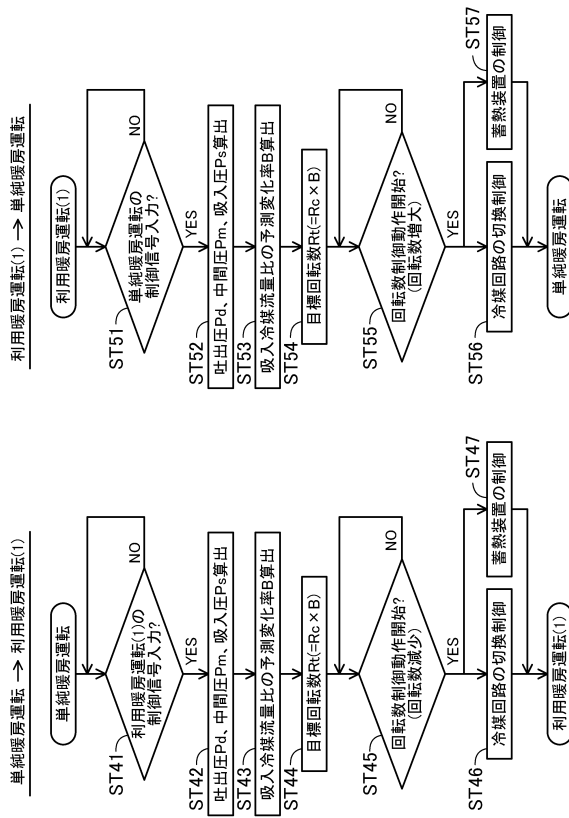 単純暖房運転 → 利用暖房運転(1)
単純暖房運転
利用暖房運転(1)の
制御信号入力?
ST41
NO
YES
吐出圧Pd、中間圧Pm、吸入圧Ps算出
ST42
吸入冷媒流量比の予測変化率B算出
ST43
目標回転数Rt(=Rc × B)
ST44
回転数制御動作開始?
(回転数減少)
ST45
NO
YES
冷媒回路の切換制御
ST46
蓄熱装置の制御
ST47
利用暖房運転(1)
利用暖房運転(1) → 単純暖房運転
利用暖房運転(1)
単純暖房運転の
制御信号入力?
ST51
NO
YES
吐出圧Pd、中間圧Pm、吸入圧Ps算出
ST52
吸入冷媒流量比の予測変化率B算出
ST53
目標回転数Rt(=Rc × B)
ST54
回転数制御動作開始?
(回転数増大)
ST55
NO
YES
冷媒回路の切換制御
ST56
蓄熱装置の制御
ST57
単純暖房運転